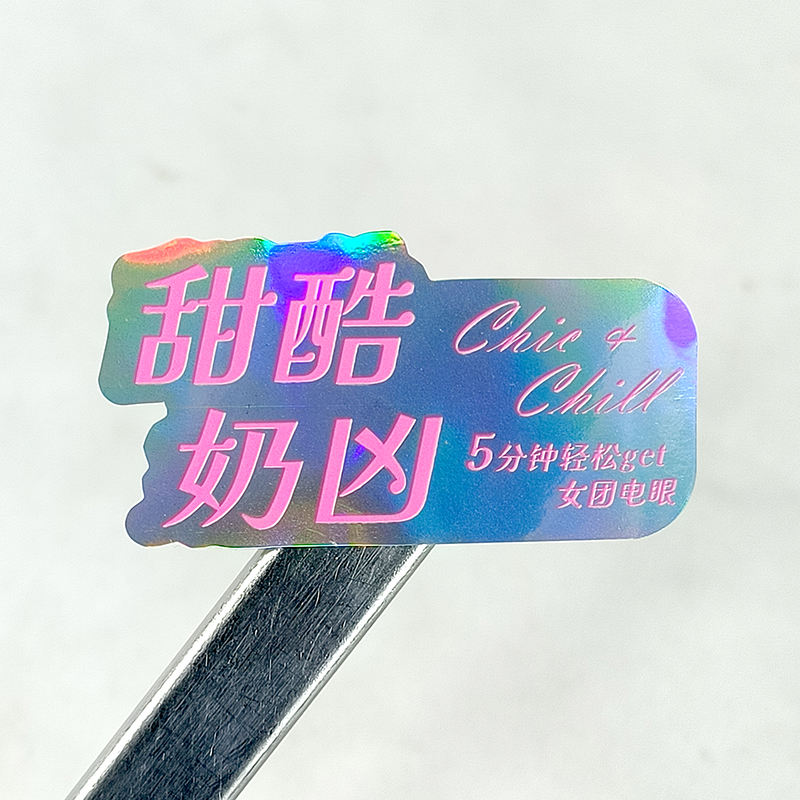 甜酷
奶凶
Chic &
Chill
5分钟轻松get
女团电眼